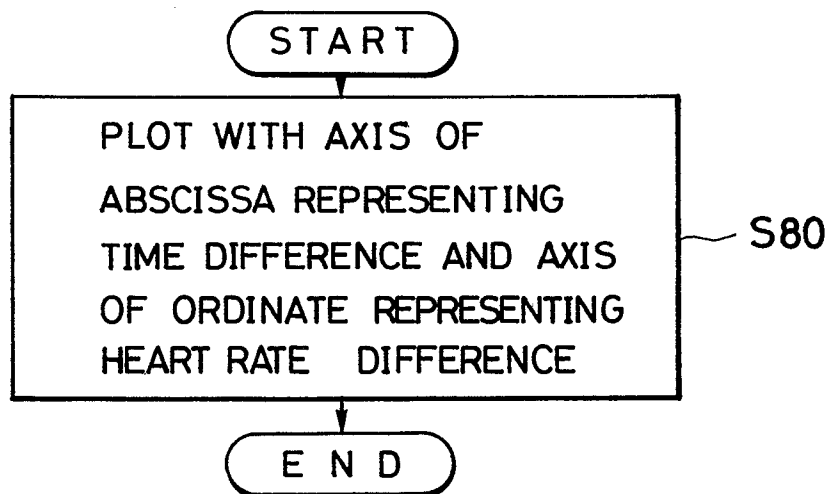 START
PLOT WITH AXIS OF
ABSCISSA REPRESENTING
TIME DIFFERENCE AND AXIS
OF ORDINATE REPRESENTING
HEART RATE DIFFERENCE
S80
END